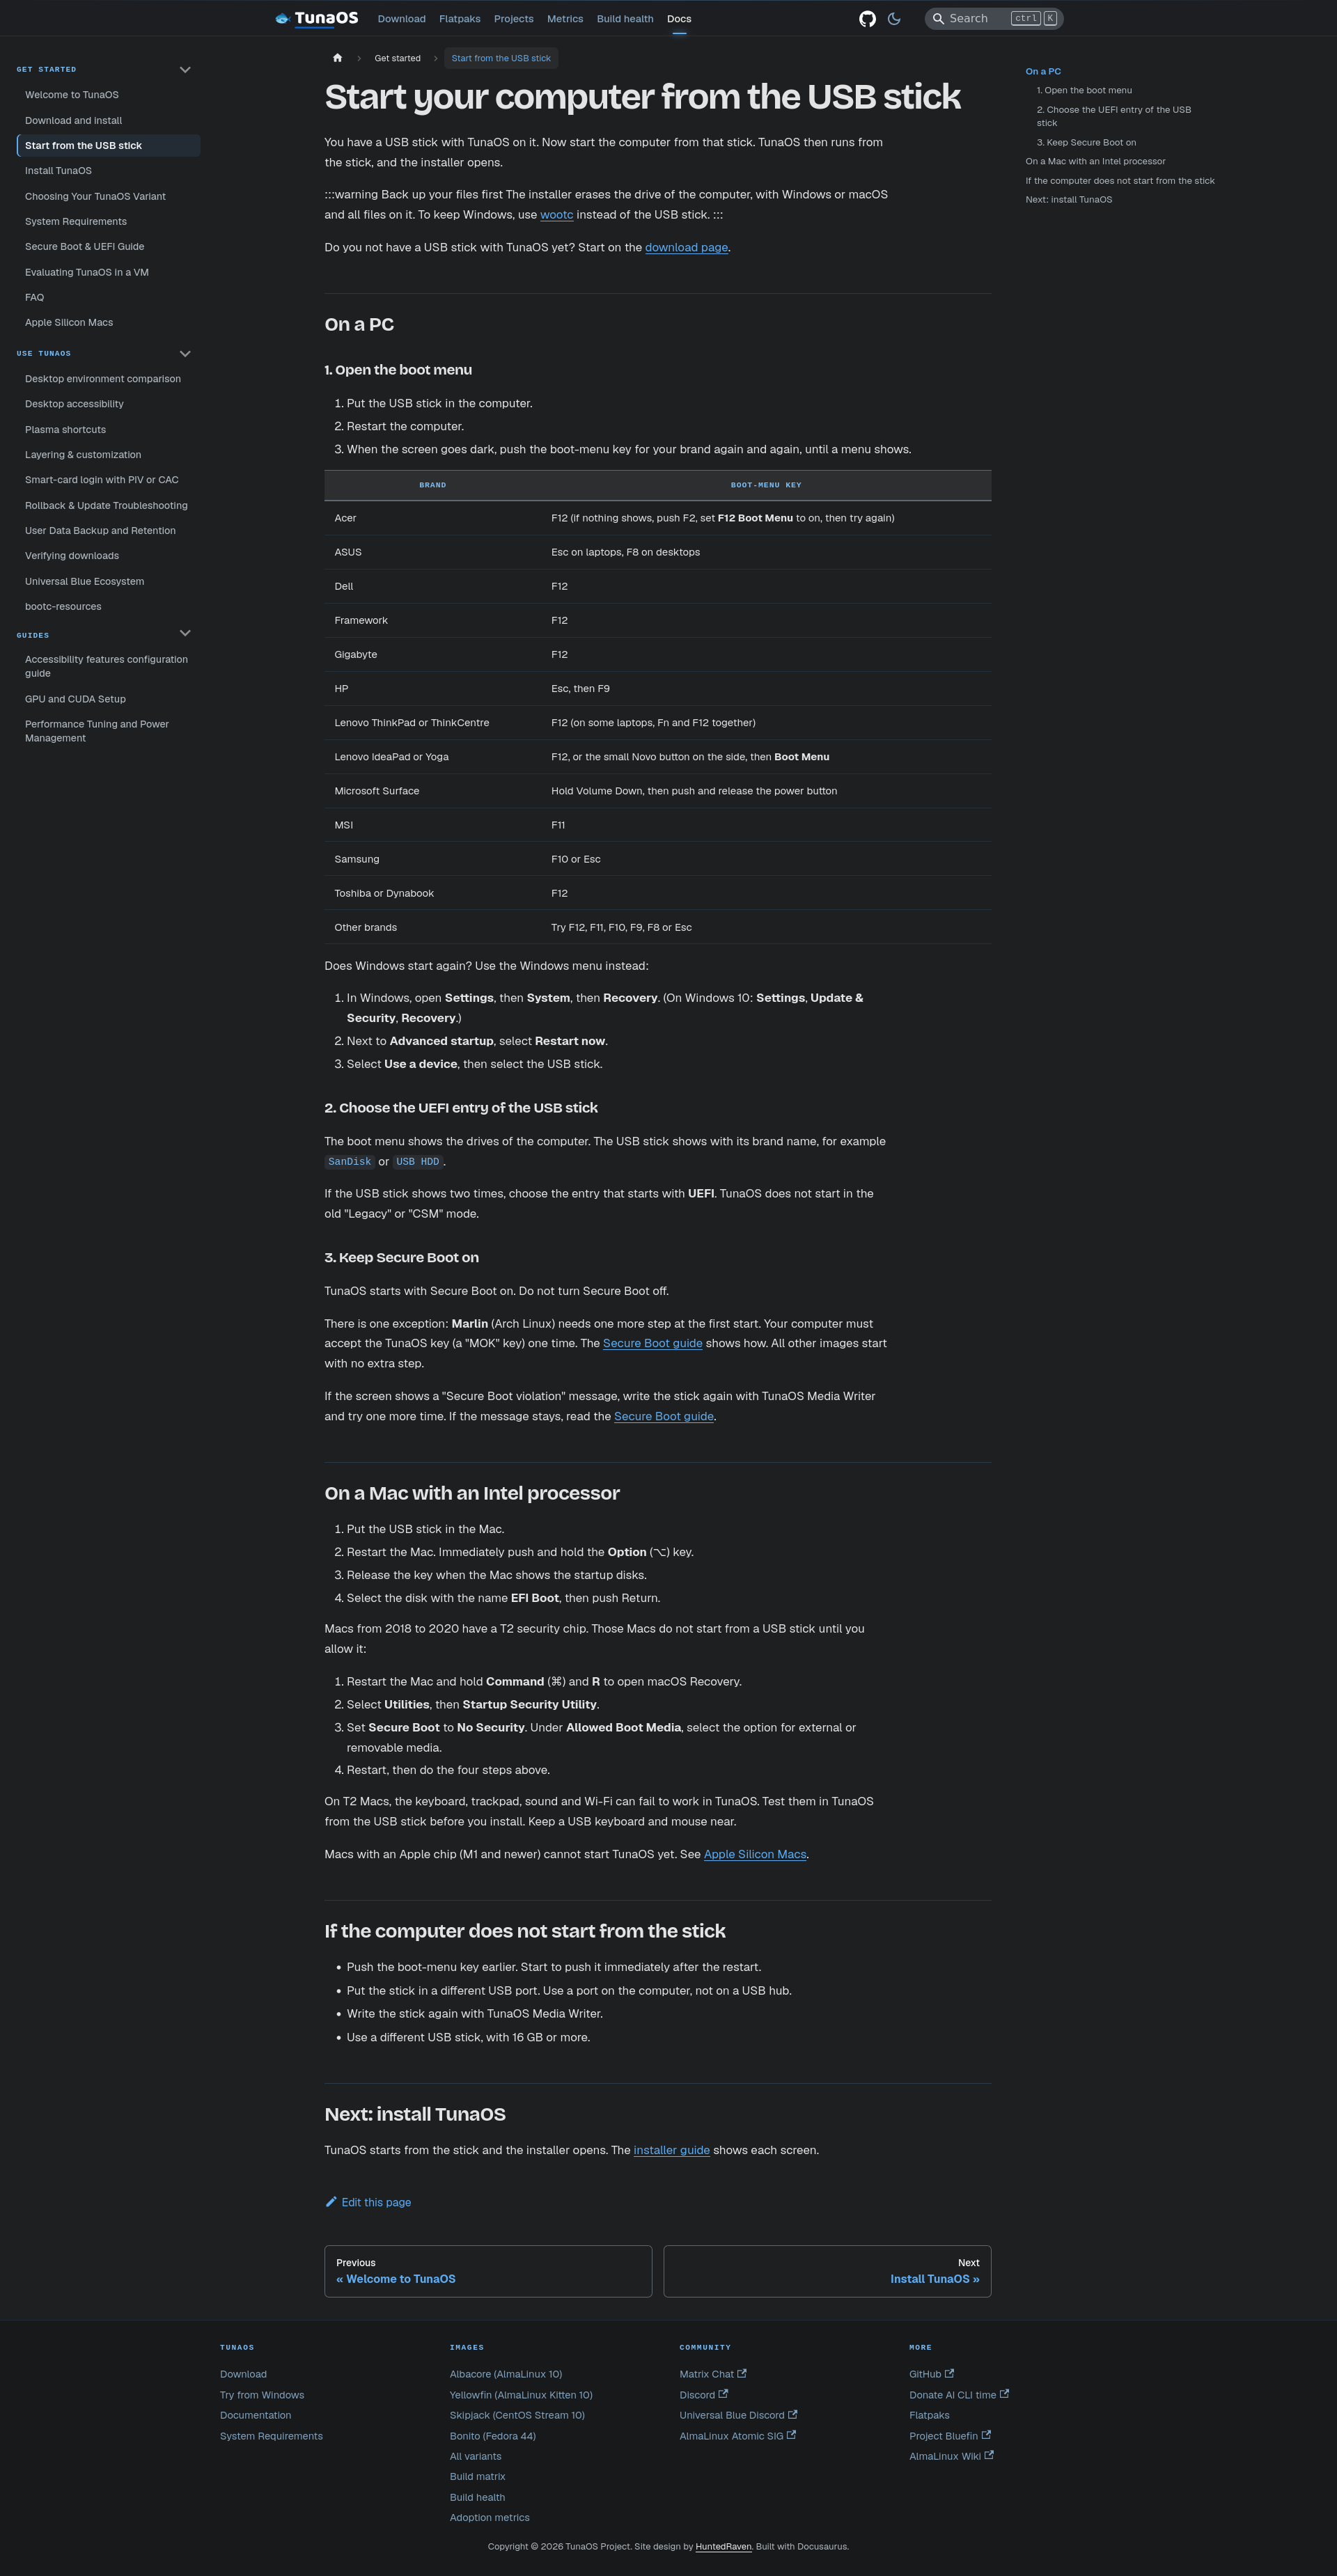 TunaOS
Download
Flatpaks
Projects
Metrics
Build health
Docs
Search
ctrl
K
GET STARTED
Welcome to TunaOS
Download and install
Start from the USB stick
Install TunaOS
Choosing Your TunaOS Variant
System Requirements
Secure Boot & UEFI Guide
Evaluating TunaOS in a VM
FAQ
Apple Silicon Macs
USE TUNAOS
Desktop environment comparison
Desktop accessibility
Plasma shortcuts
Layering & customization
Smart-card login with PIV or CAC
Rollback & Update Troubleshooting
User Data Backup and Retention
Verifying downloads
Universal Blue Ecosystem
bootc-resources
GUIDES
Accessibility features configuration
guide
GPU and CUDA Setup
Performance Tuning and Power
Management
Get started
Start from the USB stick
Start your computer from the USB stick
You have a USB stick with TunaOS on it. Now start the computer from that stick. TunaOS then runs from
the stick, and the installer opens.
:::warning Back up your files first The installer erases the drive of the computer, with Windows or macOS
and all files on it. To keep Windows, use wootc instead of the USB stick. :::
Do you not have a USB stick with TunaOS yet? Start on the download page.
On a PC
1. Open the boot menu
1. Put the USB stick in the computer.
2. Restart the computer.
3. When the screen goes dark, push the boot-menu key for your brand again and again, until a menu shows.
BRAND BOOT-MENU KEY
Acer F12 (if nothing shows, push F2, set F12 Boot Menu to on, then try again)
ASUS Esc on laptops, F8 on desktops
Dell F12
Framework F12
Gigabyte F12
HP Esc, then F9
Lenovo ThinkPad or ThinkCentre F12 (on some laptops, Fn and F12 together)
Lenovo IdeaPad or Yoga F12, or the small Novo button on the side, then Boot Menu
Microsoft Surface Hold Volume Down, then push and release the power button
MSI F11
Samsung F10 or Esc
Toshiba or Dynabook F12
Other brands Try F12, F11, F10, F9, F8 or Esc
Does Windows start again? Use the Windows menu instead:
1. In Windows, open Settings, then System, then Recovery. (On Windows 10: Settings, Update &
Security, Recovery.)
2. Next to Advanced startup, select Restart now.
3. Select Use a device, then select the USB stick.
2. Choose the UEFI entry of the USB stick
The boot menu shows the drives of the computer. The USB stick shows with its brand name, for example
SanDisk or USB HDD.
If the USB stick shows two times, choose the entry that starts with UEFI. TunaOS does not start in the
old "Legacy" or "CSM" mode.
3. Keep Secure Boot on
TunaOS starts with Secure Boot on. Do not turn Secure Boot off.
There is one exception: Marlin (Arch Linux) needs one more step at the first start. Your computer must
accept the TunaOS key (a "MOK" key) one time. The Secure Boot guide shows how. All other images start
with no extra step.
If the screen shows a "Secure Boot violation" message, write the stick again with TunaOS Media Writer
and try one more time. If the message stays, read the Secure Boot guide.
On a Mac with an Intel processor
1. Put the USB stick in the Mac.
2. Restart the Mac. Immediately push and hold the Option (⌥) key.
3. Release the key when the Mac shows the startup disks.
4. Select the disk with the name EFI Boot, then push Return.
Macs from 2018 to 2020 have a T2 security chip. Those Macs do not start from a USB stick until you
allow it:
1. Restart the Mac and hold Command (⌘) and R to open macOS Recovery.
2. Select Utilities, then Startup Security Utility.
3. Set Secure Boot to No Security. Under Allowed Boot Media, select the option for external or
removable media.
4. Restart, then do the four steps above.
On T2 Macs, the keyboard, trackpad, sound and Wi-Fi can fail to work in TunaOS. Test them in TunaOS
from the USB stick before you install. Keep a USB keyboard and mouse near.
Macs with an Apple chip (M1 and newer) cannot start TunaOS yet. See Apple Silicon Macs.
If the computer does not start from the stick
• Push the boot-menu key earlier. Start to push it immediately after the restart.
• Put the stick in a different USB port. Use a port on the computer, not on a USB hub.
• Write the stick again with TunaOS Media Writer.
• Use a different USB stick, with 16 GB or more.
Next: install TunaOS
TunaOS starts from the stick and the installer opens. The installer guide shows each screen.
Edit this page
Previous
« Welcome to TunaOS
Next
Install TunaOS »
On a PC
1. Open the boot menu
2. Choose the UEFI entry of the USB
stick
3. Keep Secure Boot on
On a Mac with an Intel processor
If the computer does not start from the stick
Next: install TunaOS
TUNAOS
Download
Try from Windows
Documentation
System Requirements
IMAGES
Albacore (AlmaLinux 10)
Yellowfin (AlmaLinux Kitten 10)
Skipjack (CentOS Stream 10)
Bonito (Fedora 44)
All variants
Build matrix
Build health
Adoption metrics
COMMUNITY
Matrix Chat
Discord
Universal Blue Discord
AlmaLinux Atomic SIG
MORE
GitHub
Donate AI CLI time
Flatpaks
Project Bluefin
AlmaLinux Wiki
Copyright © 2026 TunaOS Project. Site design by HuntedRaven. Built with Docusaurus.